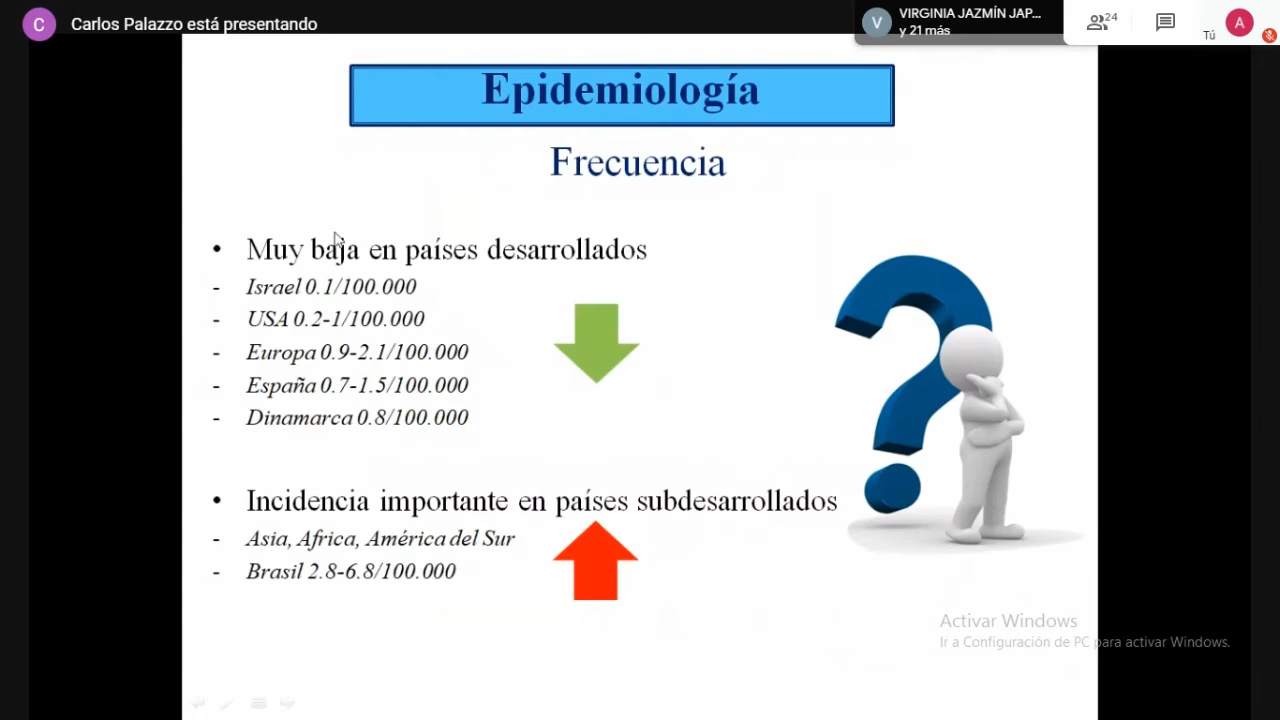 C
Carlos Palazzo está presentando
V
VIRGINIA JAZMÍN JAP...
y 21 más
24
Tú
A
Epidemiología
Frecuencia
• Muy baja en países desarrollados
- Israel 0.1/100.000
- USA 0.2-1/100.000
- Europa 0.9-2.1/100.000
- España 0.7-1.5/100.000
- Dinamarca 0.8/100.000
• Incidencia importante en países subdesarrollados
- Asia, Africa, América del Sur
- Brasil 2.8-6.8/100.000
Activar Windows
Ir a Configuración de PC para activar Windows.